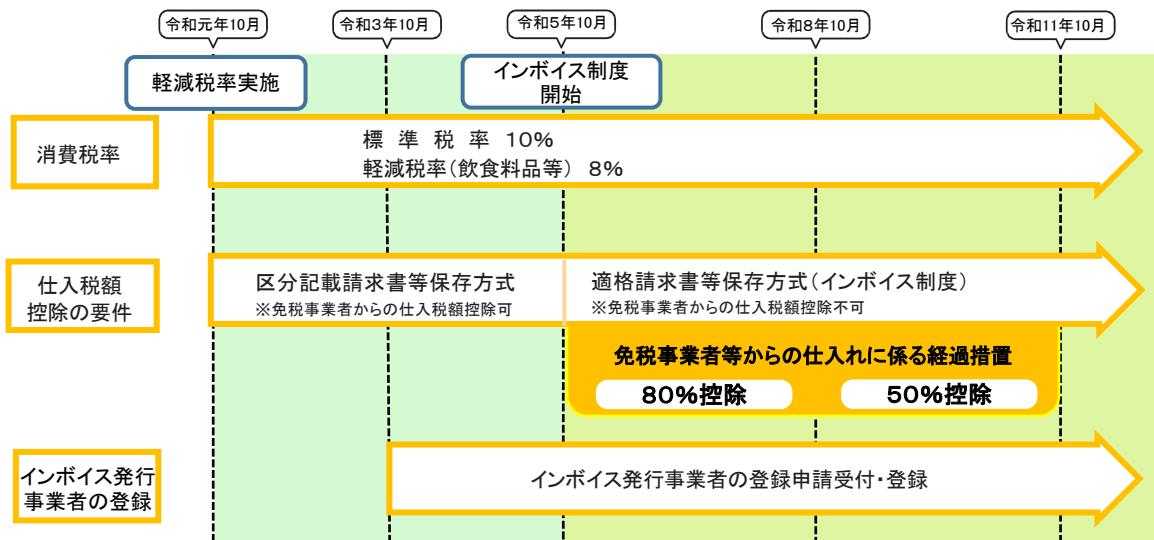 令和元年10月
令和3年10月
令和5年10月
令和8年10月
令和11年10月
軽減税率実施
インボイス制度
開始
消費税率
標準税率 10%
軽減税率(飲食料品等) 8%
仕入税額
控除の要件
区分記載請求書等保存方式
※免税事業者からの仕入税額控除可
適格請求書等保存方式(インボイス制度)
※免税事業者からの仕入税額控除不可
免税事業者等からの仕入れに係る経過措置
80%控除
50%控除
インボイス発行
事業者の登録
インボイス発行事業者の登録申請受付・登録